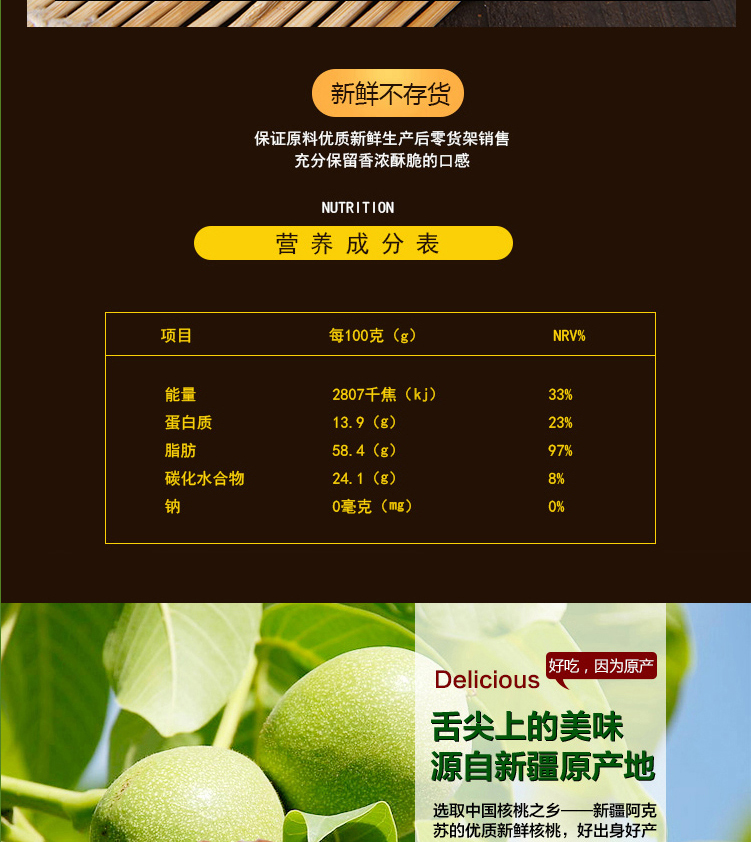 新鲜不存货
保证原料优质新鲜生产后零货架销售
充分保留香浓酥脆的口感
NUTRITION
营养成分表
项目 每100克（g） NRV%
能量 2807千焦（kj） 33%
蛋白质 13.9（g） 23%
脂肪 58.4（g） 97%
碳化水合物 24.1（g） 8%
钠 0毫克（mg） 0%
Delicious 好吃，因为原产
舌尖上的美味
源自新疆原产地
选取中国核桃之乡——新疆阿克
苏的优质新鲜核桃，好出身好产